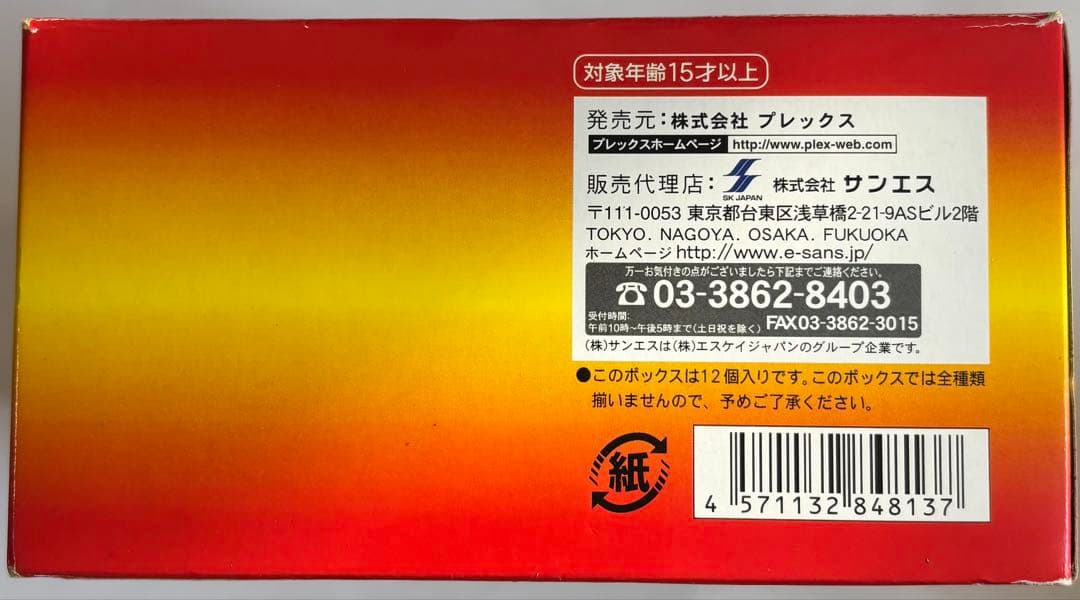 対象年齢15才以上
発売元：株式会社 プレックス
プレックスホームページ http://www.plex-web.com
販売代理店： SK JAPAN 株式会社 サンエス
〒111-0053 東京都台東区浅草橋2-21-9ASビル2階
TOKYO. NAGOYA. OSAKA. FUKUOKA
ホームページ http://www.e-sans.jp/
万一お気付きの点がございましたら下記までご連絡ください。
☎03-3862-8403
受付時間:
午前10時〜午後5時まで(土日祝を除く) FAX03-3862-3015
(株)サンエスは(株)エスケイジャパンのグループ企業です。
●このボックスは12個入りです。このボックスでは全種類
揃いませんので、予めご了承ください。
紙
4 571132 848137